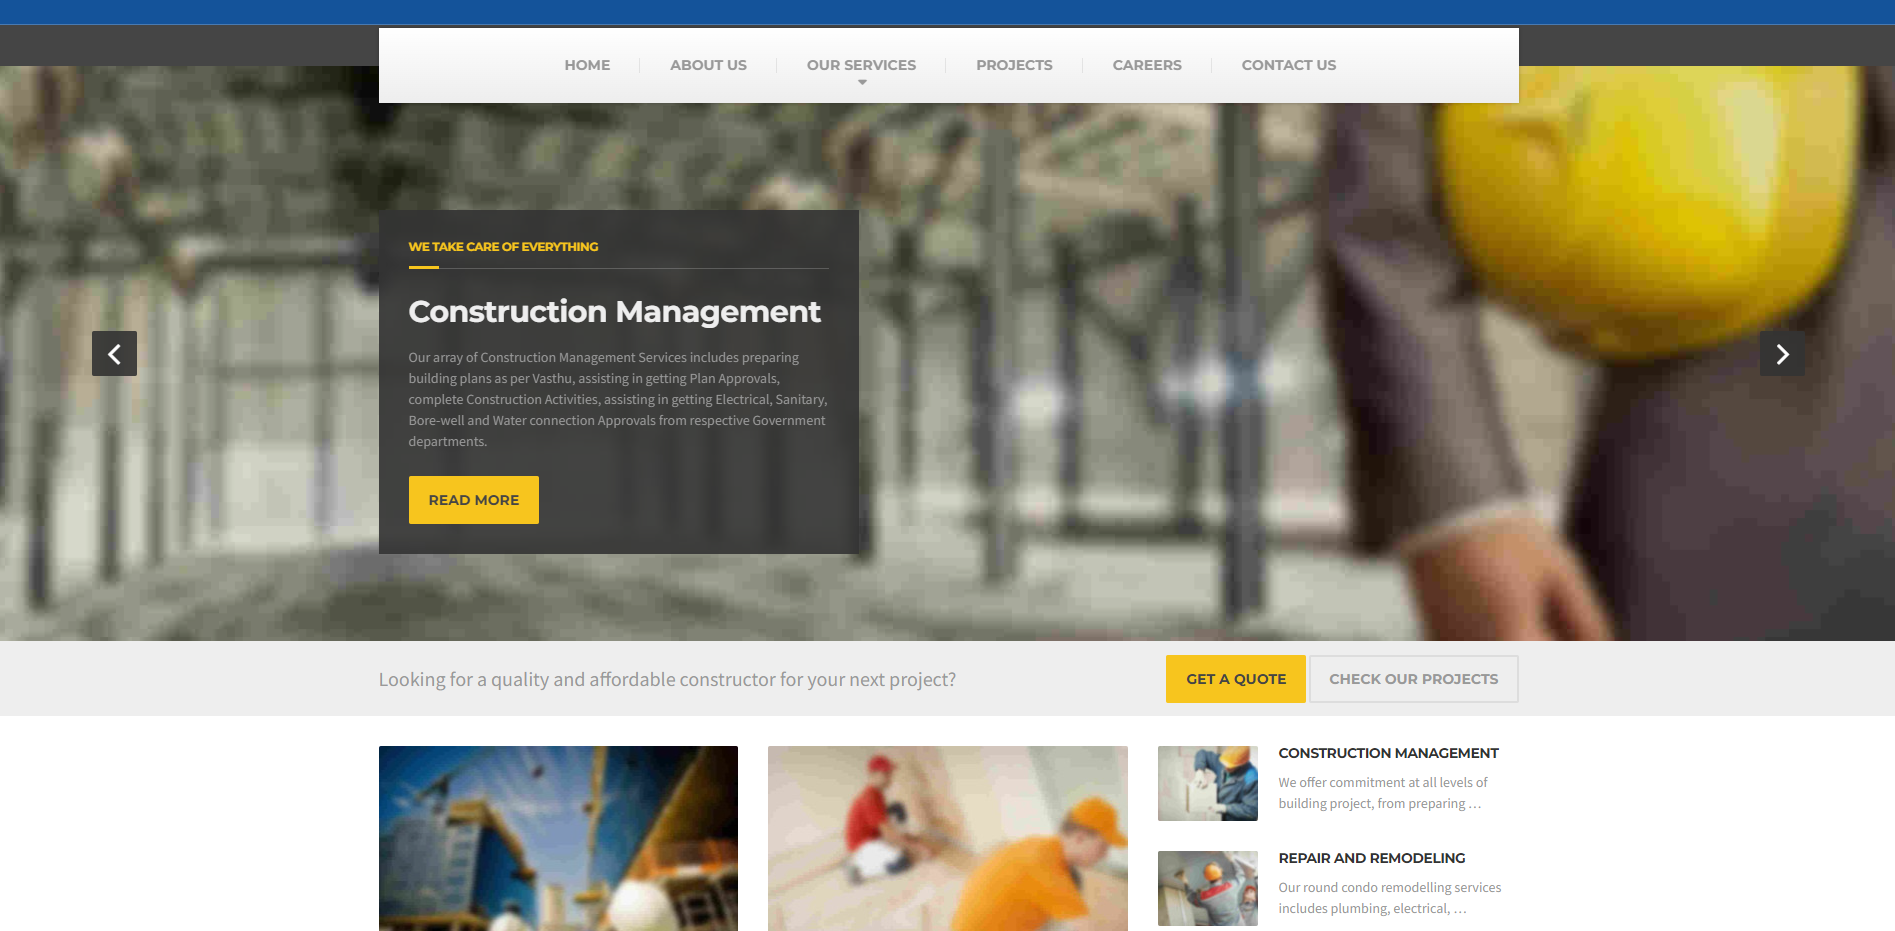 HOME
ABOUT US
OUR SERVICES
PROJECTS
CAREERS
CONTACT US
WE TAKE CARE OF EVERYTHING
Construction Management
Our array of Construction Management Services includes preparing
building plans as per Vasthu, assisting in getting Plan Approvals,
complete Construction Activities, assisting in getting Electrical, Sanitary,
Bore-well and Water connection Approvals from respective Government
departments.
READ MORE
Looking for a quality and affordable constructor for your next project?
GET A QUOTE
CHECK OUR PROJECTS
CONSTRUCTION MANAGEMENT
We offer commitment at all levels of
building project, from preparing ...
REPAIR AND REMODELING
Our round condo remodelling services
includes plumbing, electrical, ...